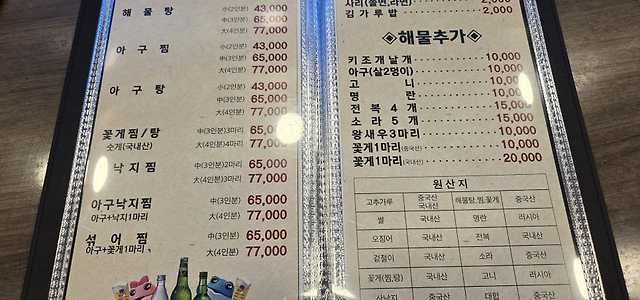 해물탕 小(2인분) 43,000
中(3인분) 65,000
大(4인분) 77,000
아구찜 小(2인분) 43,000
中(3인분) 65,000
大(4인분) 77,000
아구탕 小(2인분) 43,000
中(3인분) 65,000
大(4인분) 77,000
꽃게찜/탕 中(3인분)3마리 65,000
숫게(국내산) 大(4인분)4마리 77,000
낙지찜 中(3인분)2마리 65,000
大(4인분)3마리 77,000
아구낙지찜 中(3인분) 65,000
아구+낙지1마리 大(4인분) 77,000
섞어찜 中(3인분) 65,000
아구+꽃게1마리 大(4인분) 77,000
사리(쫄면,라면)
김가루밥 2,000
◈해물추가◈
키조개날개 10,000
아구(살2덩이) 10,000
고니 10,000
명란 10,000
전복4개 15,000
소라5개 15,000
왕새우3마리 10,000
꽃게1마리(중국산) 10,000
꽃게1마리(국내산) 20,000
원산지
고추가루 중국산 국내산 해물탕,찜,꽃게 중국산
쌀 국내산 명란 러시아
오징어 국내산 전복 국내산
겉절이 국내산 소라 중국산
꽃게(찜,탕) 국내산 고니 러시아
산낙지 중국산 대합 중국산